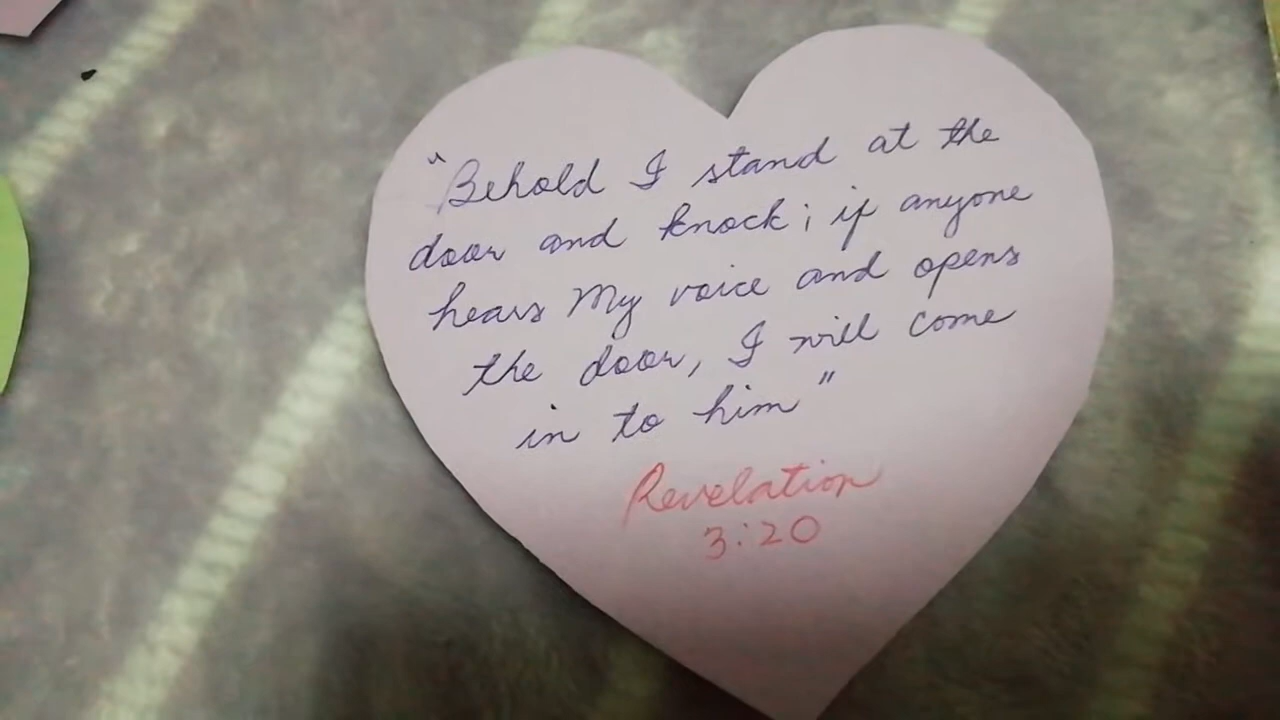 "Behold I stand at the
door and knock; if anyone
hears My voice and opens
the door, I will come
in to him"
Revelation
3:20